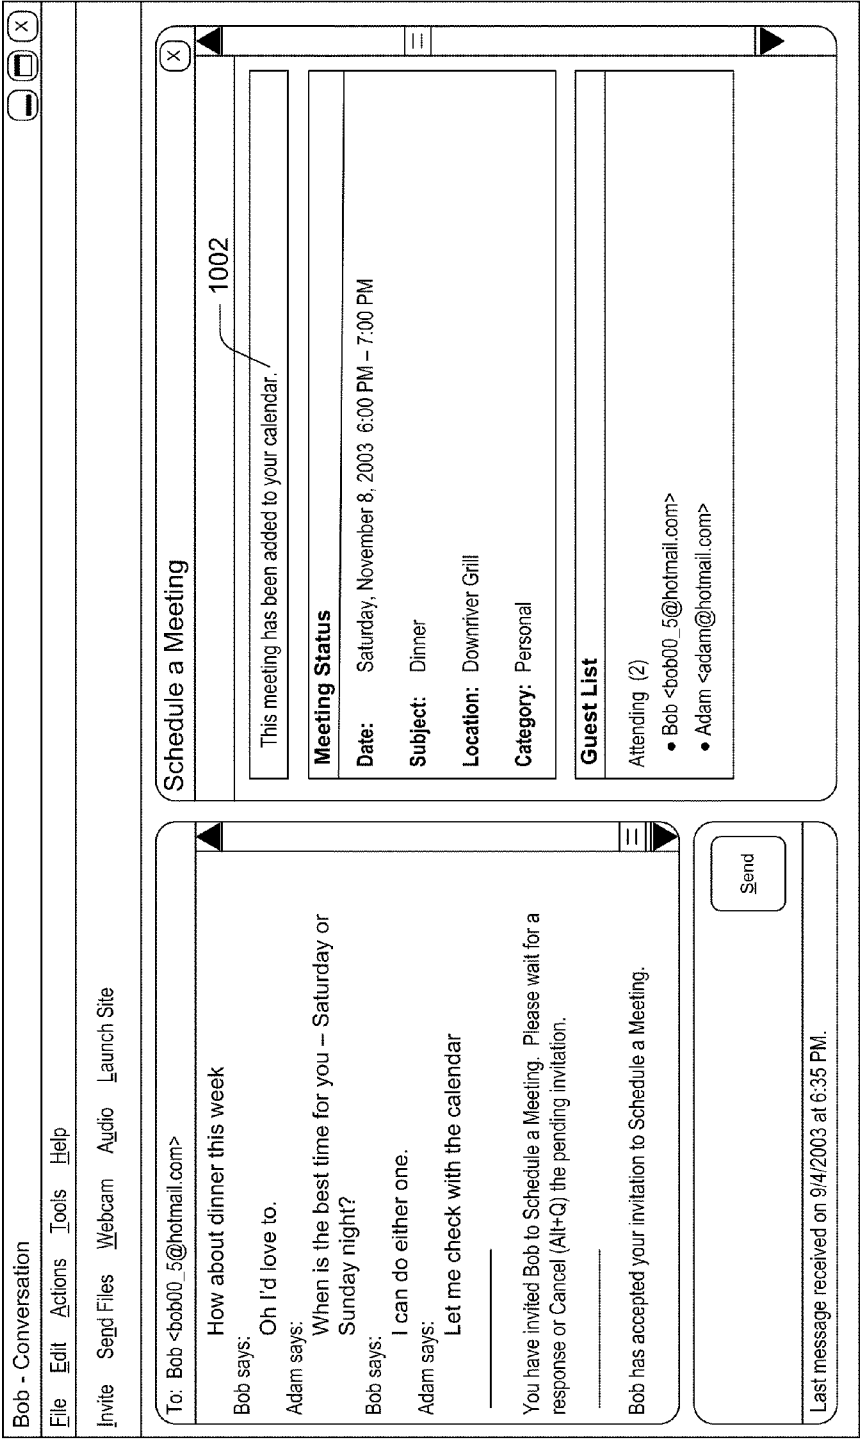 Bob - Conversation
X
File Edit Actions Tools Help
Invite Send Files Webcam Audio Launch Site
To: Bob <bob00_5@hotmail.com>
How about dinner this week
Bob says:
Oh I'd love to.
Adam says:
When is the best time for you – Saturday or
Sunday night?
Bob says:
I can do either one.
Adam says:
Let me check with the calendar
You have invited Bob to Schedule a Meeting. Please wait for a
response or Cancel (Alt+Q) the pending invitation.
Bob has accepted your invitation to Schedule a Meeting.
Send
Last message received on 9/4/2003 at 6:35 PM.
Schedule a Meeting
X
1002
This meeting has been added to your calendar.
Meeting Status
Date: Saturday, November 8, 2003 6:00 PM – 7:00 PM
Subject: Dinner
Location: Downriver Grill
Category: Personal
Guest List
Attending (2)
• Bob <bob00_5@hotmail.com>
• Adam <adam@hotmail.com>